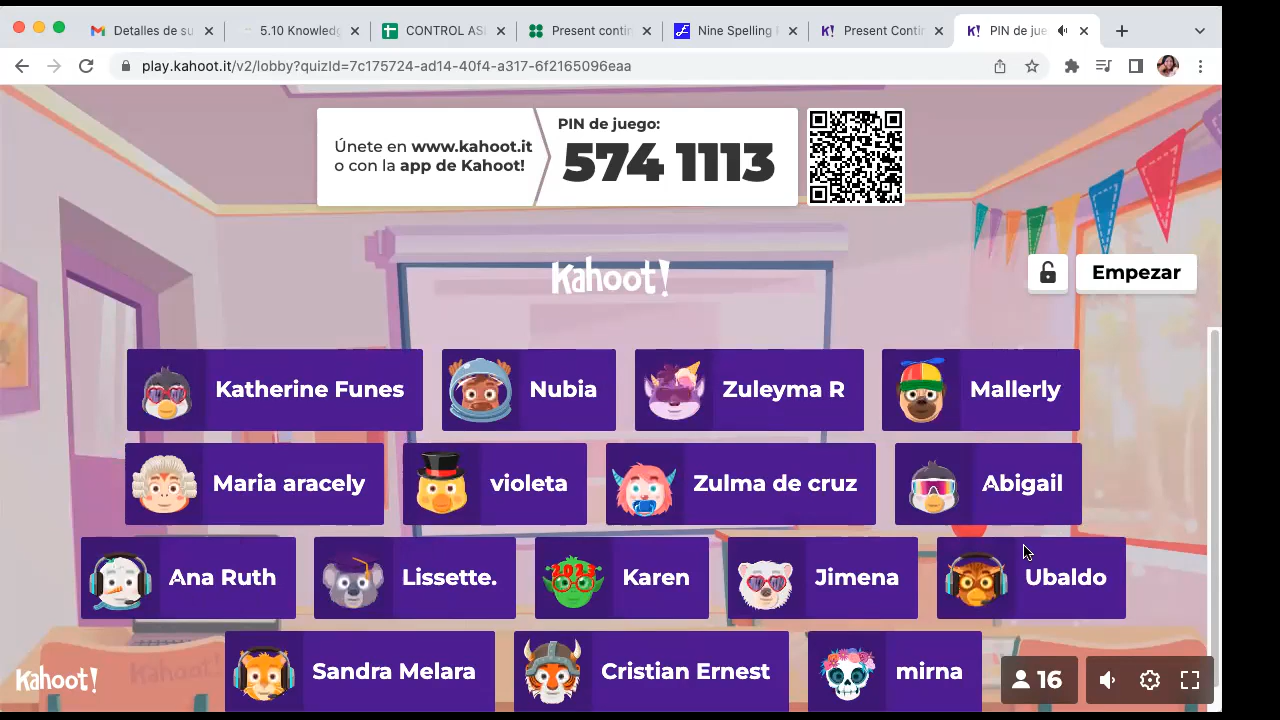 Detalles de su
5.10 Knowledg
CONTROL ASI
Present contin
Nine Spelling
Present Contin
PIN de jue
play.kahoot.it/v2/lobby?quizId=7c175724-ad14-40f4-a317-6f2165096eaa
Únete en www.kahoot.it
o con la app de Kahoot!
PIN de juego:
574 1113
Kahoot!
Empezar
Katherine Funes
Nubia
Zuleyma R
Mallerly
Maria aracely
violeta
Zulma de cruz
Abigail
Ana Ruth
Lissette.
Karen
2023
Jimena
Ubaldo
Sandra Melara
Cristian Ernest
mirna
Kahoot!
16